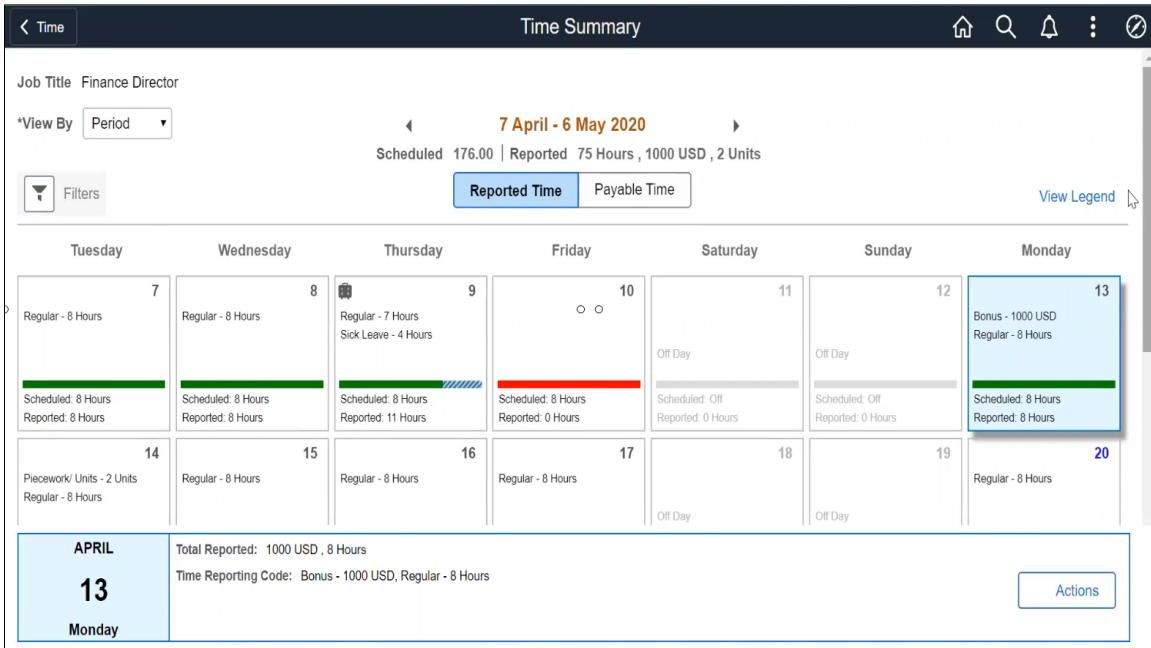 Time
Time Summary
Job Title Finance Director
*View By Period
7 April - 6 May 2020
Scheduled 176.00 | Reported 75 Hours , 1000 USD , 2 Units
Filters
Reported Time Payable Time
View Legend
Tuesday Wednesday Thursday Friday Saturday Sunday Monday
7
Regular - 8 Hours
Scheduled: 8 Hours
Reported: 8 Hours
8
Regular - 8 Hours
Scheduled: 8 Hours
Reported: 8 Hours
9
Regular - 7 Hours
Sick Leave - 4 Hours
Scheduled: 8 Hours
Reported: 11 Hours
10
Scheduled: 8 Hours
Reported: 0 Hours
11
Off Day
Scheduled: Off
Reported: 0 Hours
12
Off Day
Scheduled: Off
Reported: 0 Hours
13
Bonus - 1000 USD
Regular - 8 Hours
Scheduled: 8 Hours
Reported: 8 Hours
14
Piecework/ Units - 2 Units
Regular - 8 Hours
15
Regular - 8 Hours
16
Regular - 8 Hours
17
Regular - 8 Hours
18
Off Day
19
Off Day
20
Regular - 8 Hours
APRIL
13
Monday
Total Reported: 1000 USD , 8 Hours
Time Reporting Code: Bonus - 1000 USD, Regular - 8 Hours
Actions